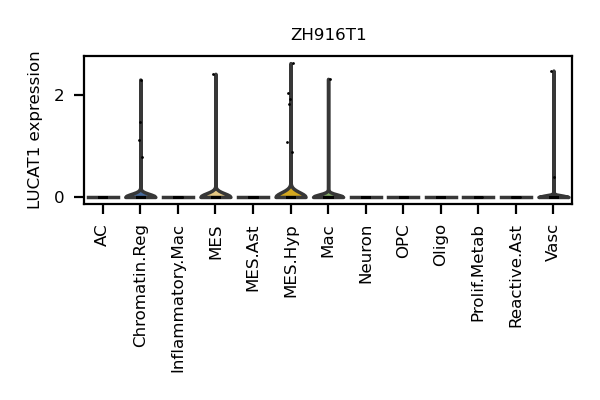 ZH916T1
LUCAT1 expression
2
0
AC
Chromatin.Reg
Inflammatory.Mac
MES
MES.Ast
MES.Hyp
Mac
Neuron
OPC
Oligo
Prolif.Metab
Reactive.Ast
Vasc